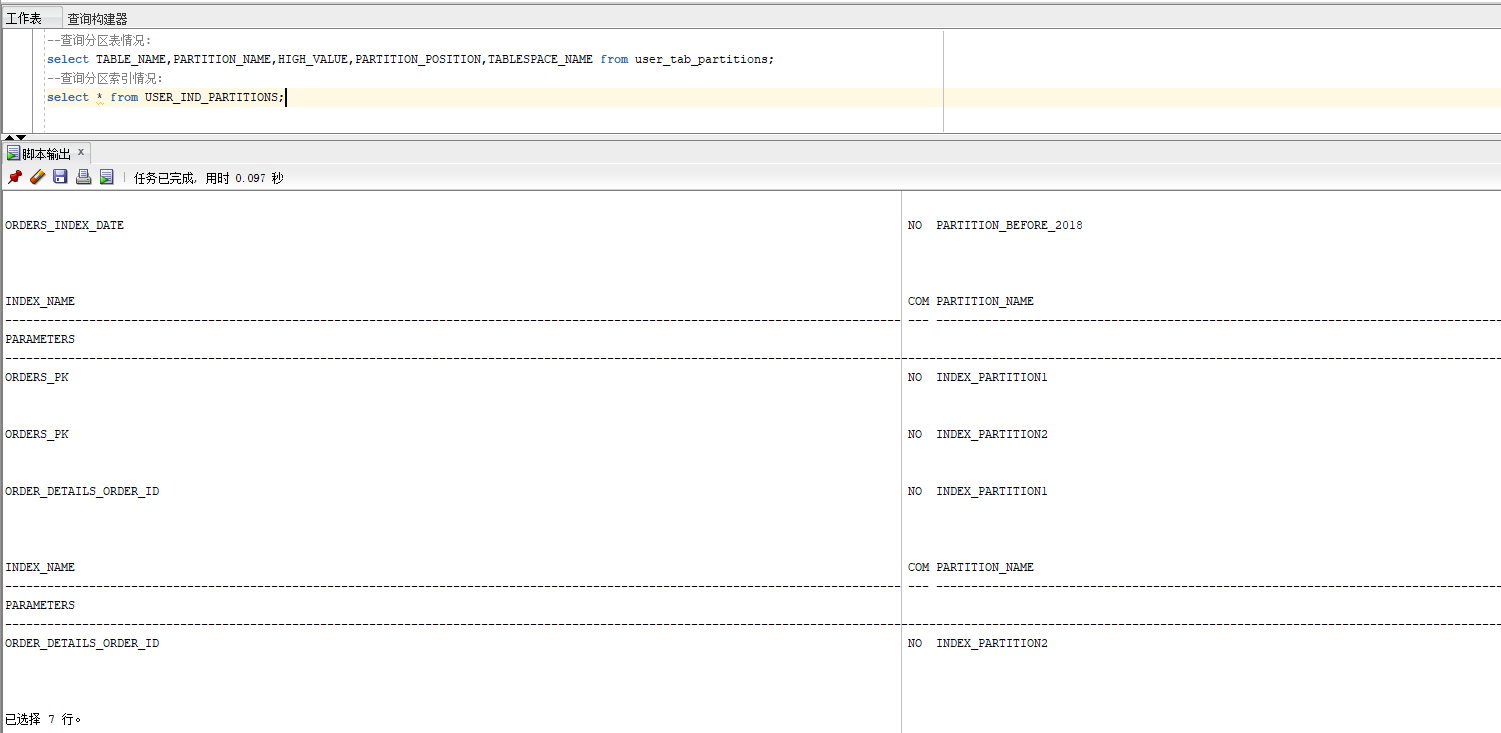 工作表 查询构建器
--查询分区表情况:
select TABLE_NAME,PARTITION_NAME,HIGH_VALUE,PARTITION_POSITION,TABLESPACE_NAME from user_tab_partitions;
--查询分区索引情况:
select * from USER_IND_PARTITIONS;
脚本输出 x
任务已完成, 用时 0.097 秒
ORDERS_INDEX_DATE NO PARTITION_BEFORE_2018
INDEX_NAME COM PARTITION_NAME
PARAMETERS
ORDERS_PK NO INDEX_PARTITION1
ORDERS_PK NO INDEX_PARTITION2
ORDER_DETAILS_ORDER_ID NO INDEX_PARTITION1
INDEX_NAME COM PARTITION_NAME
PARAMETERS
ORDER_DETAILS_ORDER_ID NO INDEX_PARTITION2
已选择 7 行。